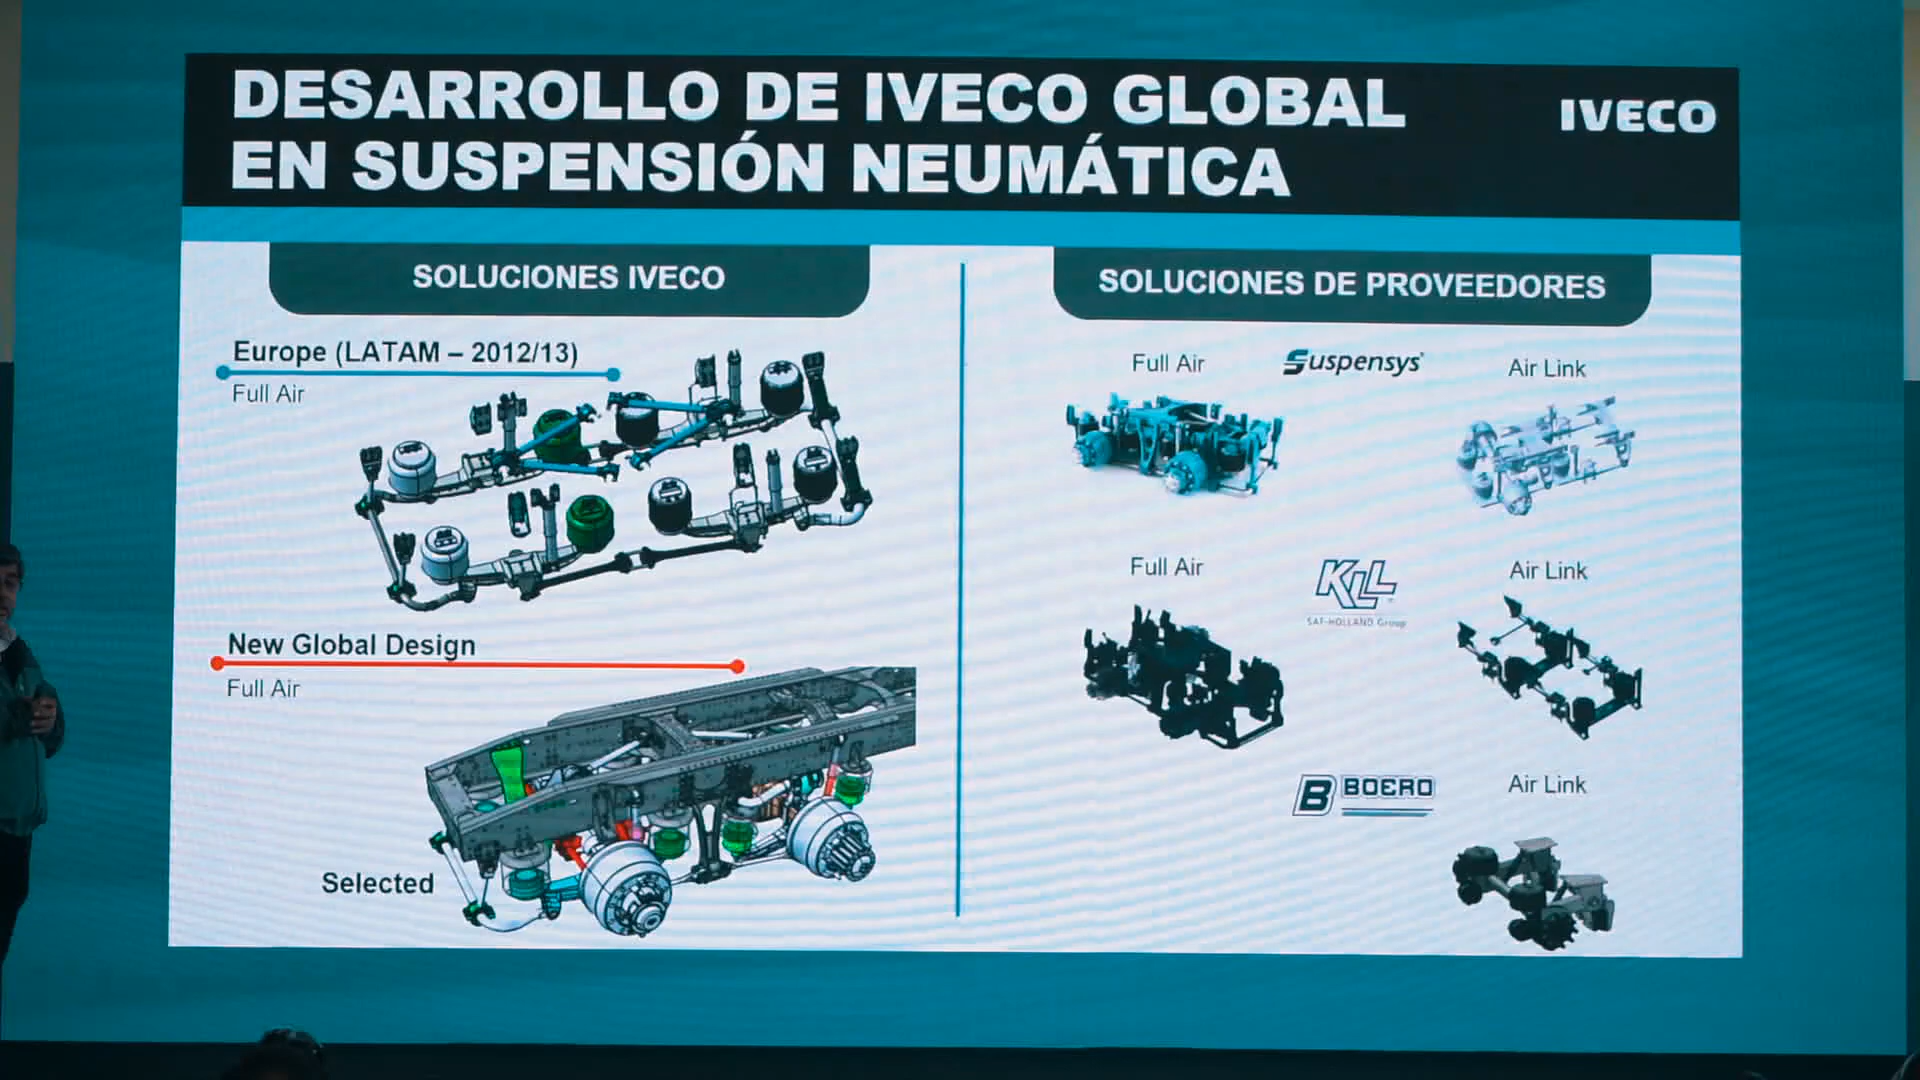 DESARROLLO DE IVECO GLOBAL
EN SUSPENSIÓN NEUMÁTICA
IVECO
SOLUCIONES IVECO
Europe (LATAM – 2012/13)
Full Air
New Global Design
Full Air
Selected
SOLUCIONES DE PROVEEDORES
Full Air
Suspensys
Air Link
Full Air
KLL
SAF-HOLLAND Group
Air Link
B BOERO
Air Link